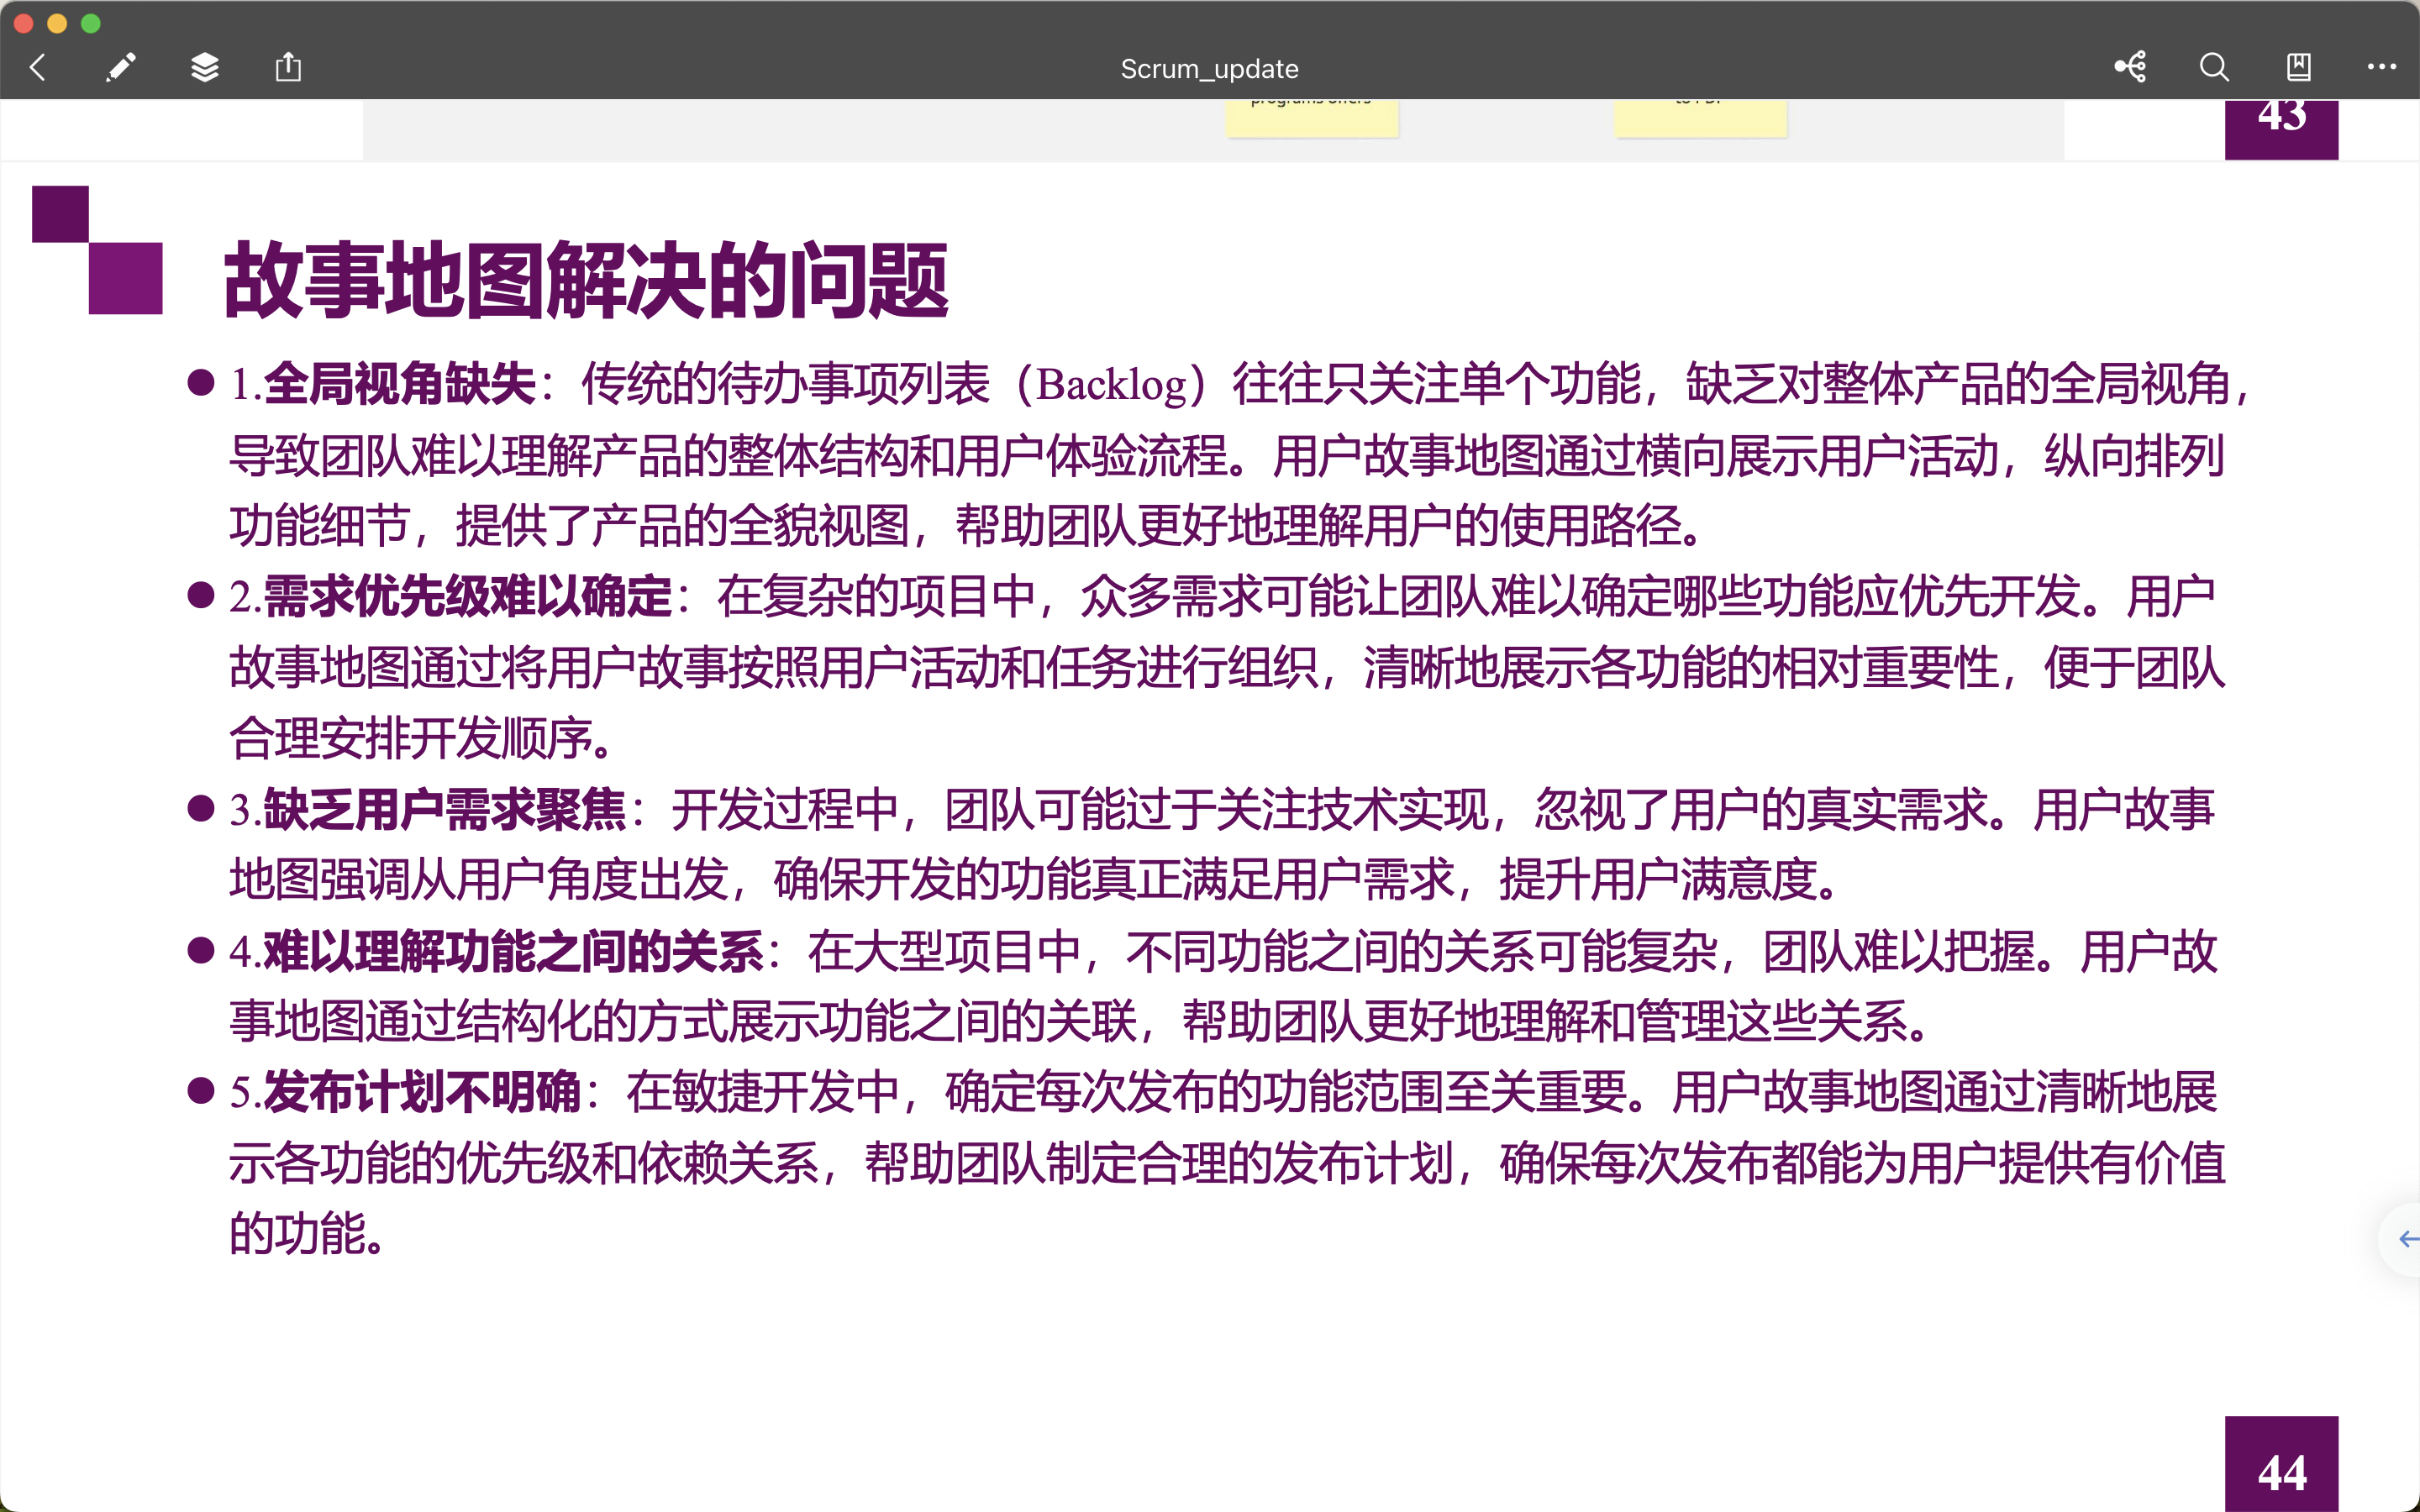 Scrum_update
programs offers
to PDF
43
故事地图解决的问题
1.全局视角缺失：传统的待办事项列表（Backlog）往往只关注单个功能，缺乏对整体产品的全局视角，
导致团队难以理解产品的整体结构和用户体验流程。用户故事地图通过横向展示用户活动，纵向排列
功能细节，提供了产品的全貌视图，帮助团队更好地理解用户的使用路径。
2.需求优先级难以确定：在复杂的项目中，众多需求可能让团队难以确定哪些功能应优先开发。用户
故事地图通过将用户故事按照用户活动和任务进行组织，清晰地展示各功能的相对重要性，便于团队
合理安排开发顺序。
3.缺乏用户需求聚焦：开发过程中，团队可能过于关注技术实现，忽视了用户的真实需求。用户故事
地图强调从用户角度出发，确保开发的功能真正满足用户需求，提升用户满意度。
4.难以理解功能之间的关系：在大型项目中，不同功能之间的关系可能复杂，团队难以把握。用户故
事地图通过结构化的方式展示功能之间的关联，帮助团队更好地理解和管理这些关系。
5.发布计划不明确：在敏捷开发中，确定每次发布的功能范围至关重要。用户故事地图通过清晰地展
示各功能的优先级和依赖关系，帮助团队制定合理的发布计划，确保每次发布都能为用户提供有价值
的功能。
44